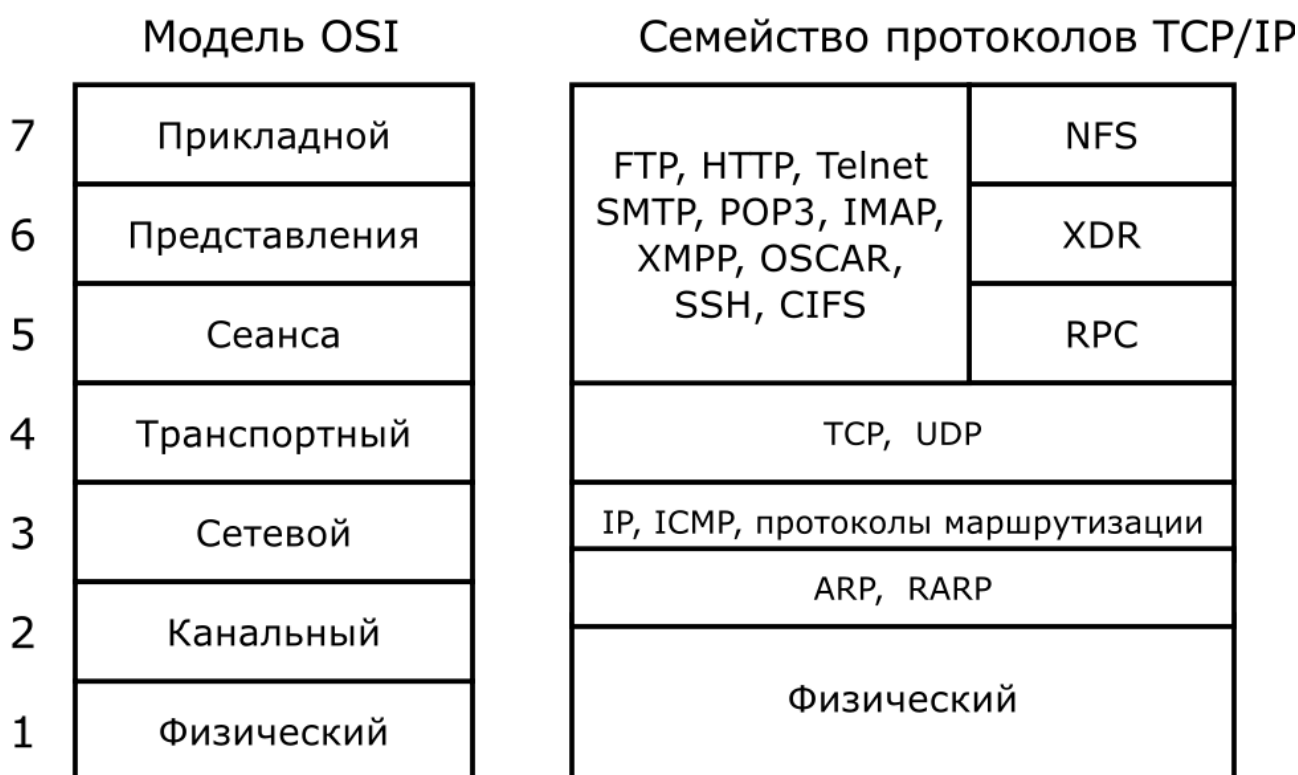 Модель OSI
Семейство протоколов TCP/IP
7
Прикладной
6
Представления
5
Сеанса
4
Транспортный
3
Сетевой
2
Канальный
1
Физический
FTP, HTTP, Telnet
SMTP, POP3, IMAP,
XMPP, OSCAR,
SSH, CIFS
NFS
XDR
RPC
TCP, UDP
IP, ICMP, протоколы маршрутизации
ARP, RARP
Физический